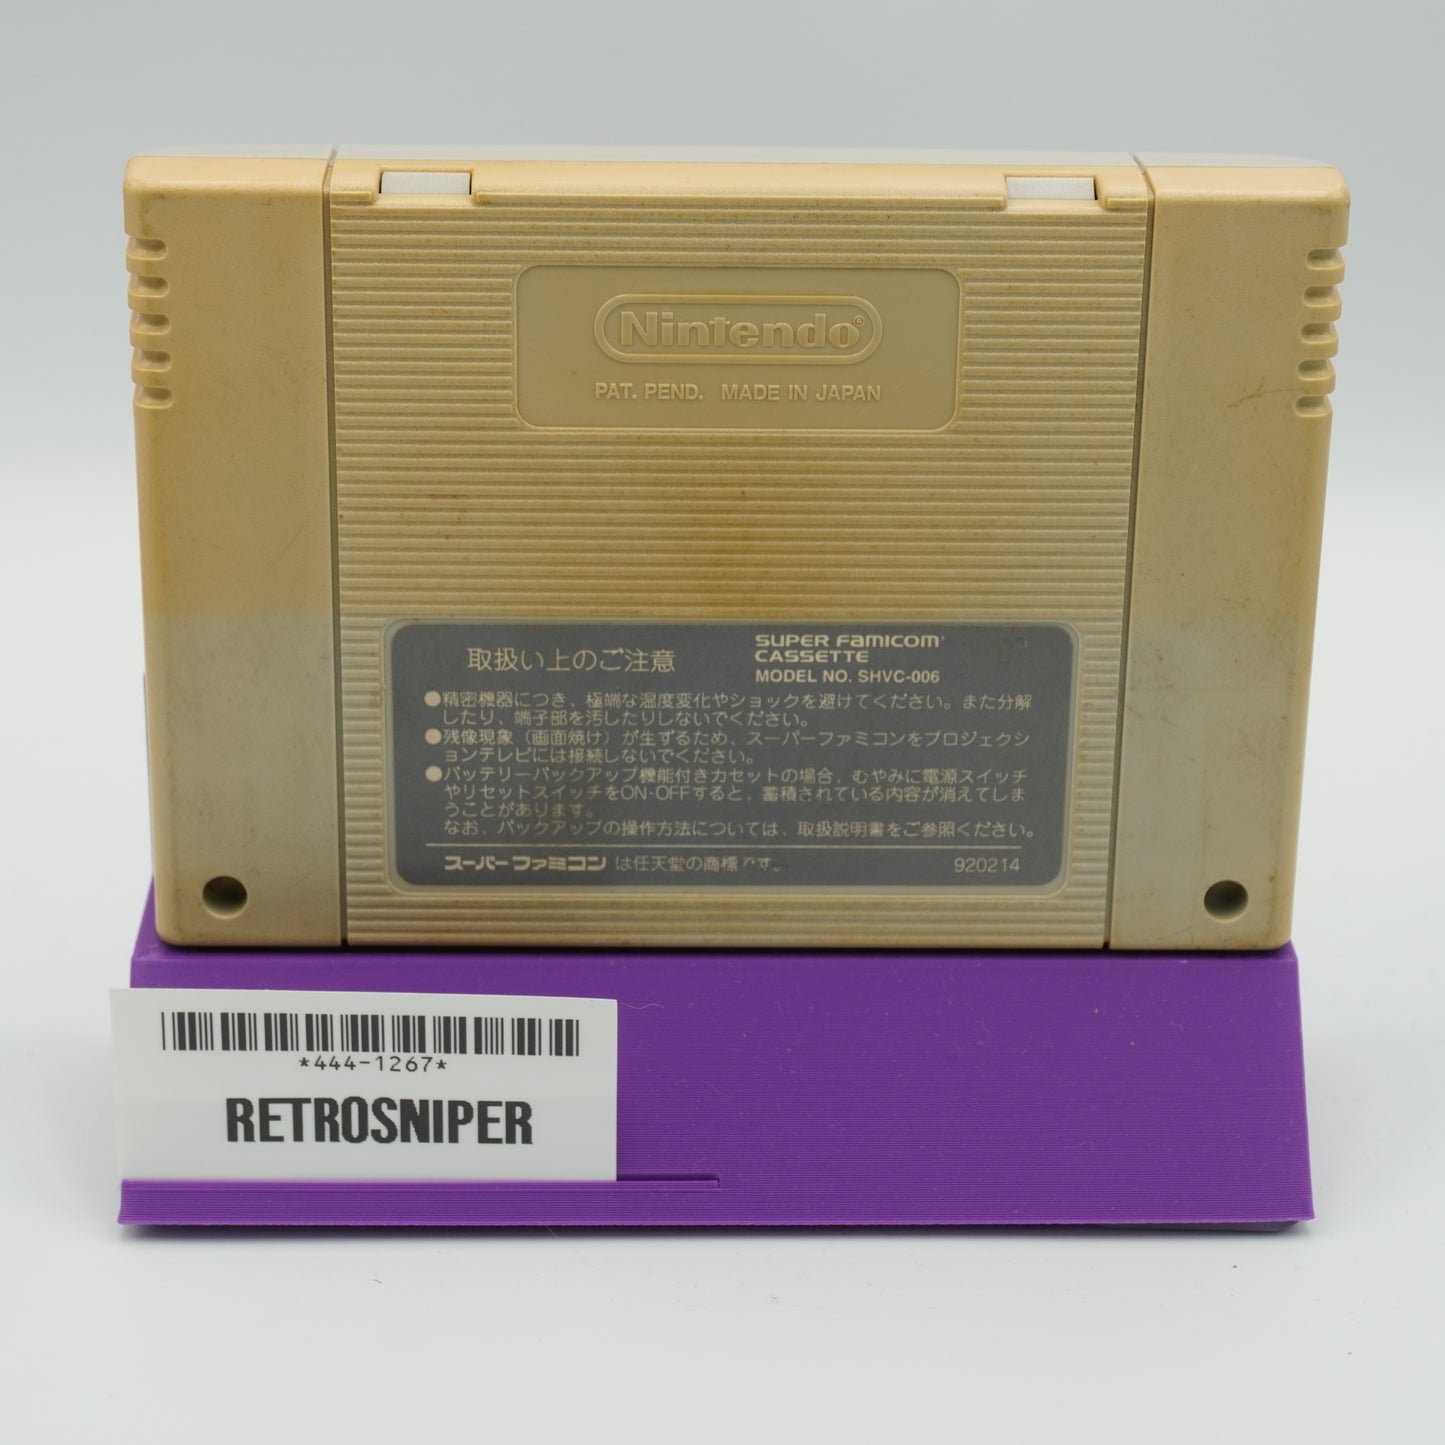 Nintendo®
PAT. PEND. MADE IN JAPAN
取扱い上のご注意
SUPER FAMICOM
CASSETTE
MODEL NO. SHVC-006
●精密機器につき、極端な温度変化やショックを避けてください。また分解
したり、端子部を汚したりしないでください。
●残像現象（画面焼け）が生ずるため、スーパーファミコンをプロジェクシ
ョンテレビには接続しないでください。
●バッテリーバックアップ機能付きカセットの場合、むやみに電源スイッチ
やリセットスイッチをON・OFFすると、蓄積されている内容が消えてしま
うことがあります。
なお、バックアップの操作方法については、取扱説明書をご参照ください。
スーパーファミコン は任天堂の商標です。
920214
*444-1267*
RETROSNIPER